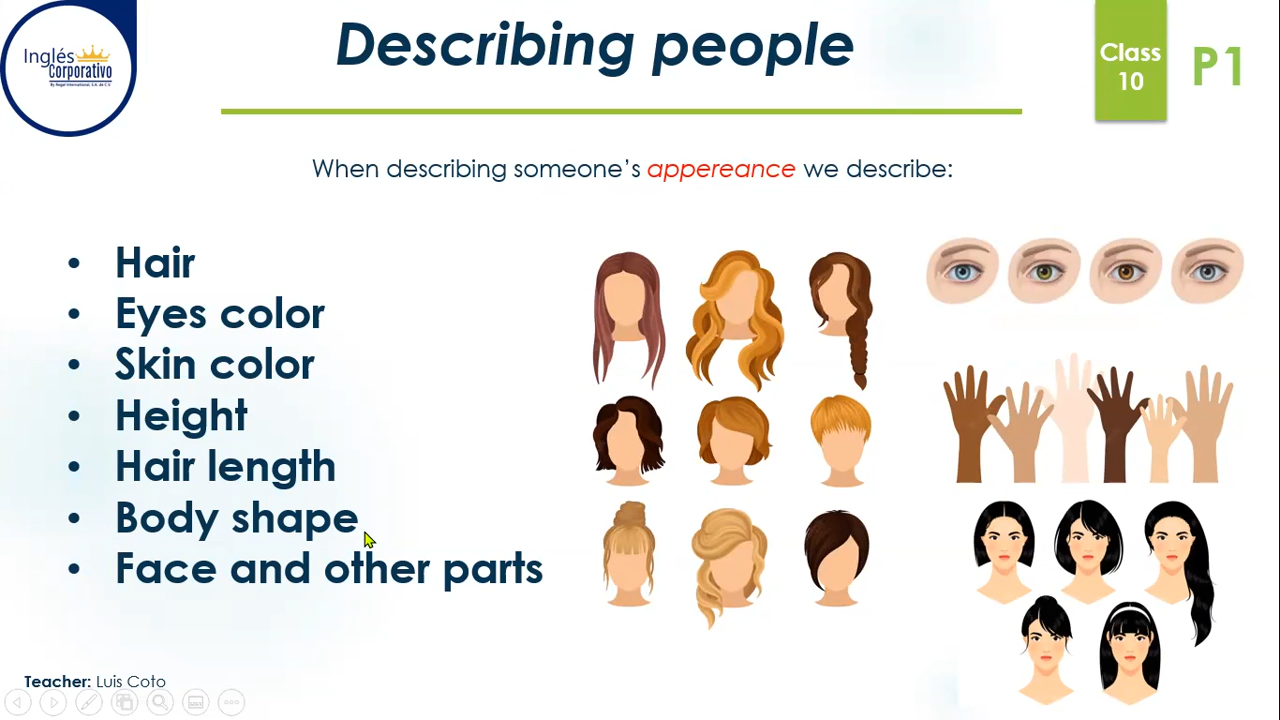 Inglés
Corporativo
By Regal International, S.A. de C.V.
Describing people
Class
10
P1
When describing someone’s appereance we describe:
• Hair
• Eyes color
• Skin color
• Height
• Hair length
• Body shape
• Face and other parts
Teacher: Luis Coto